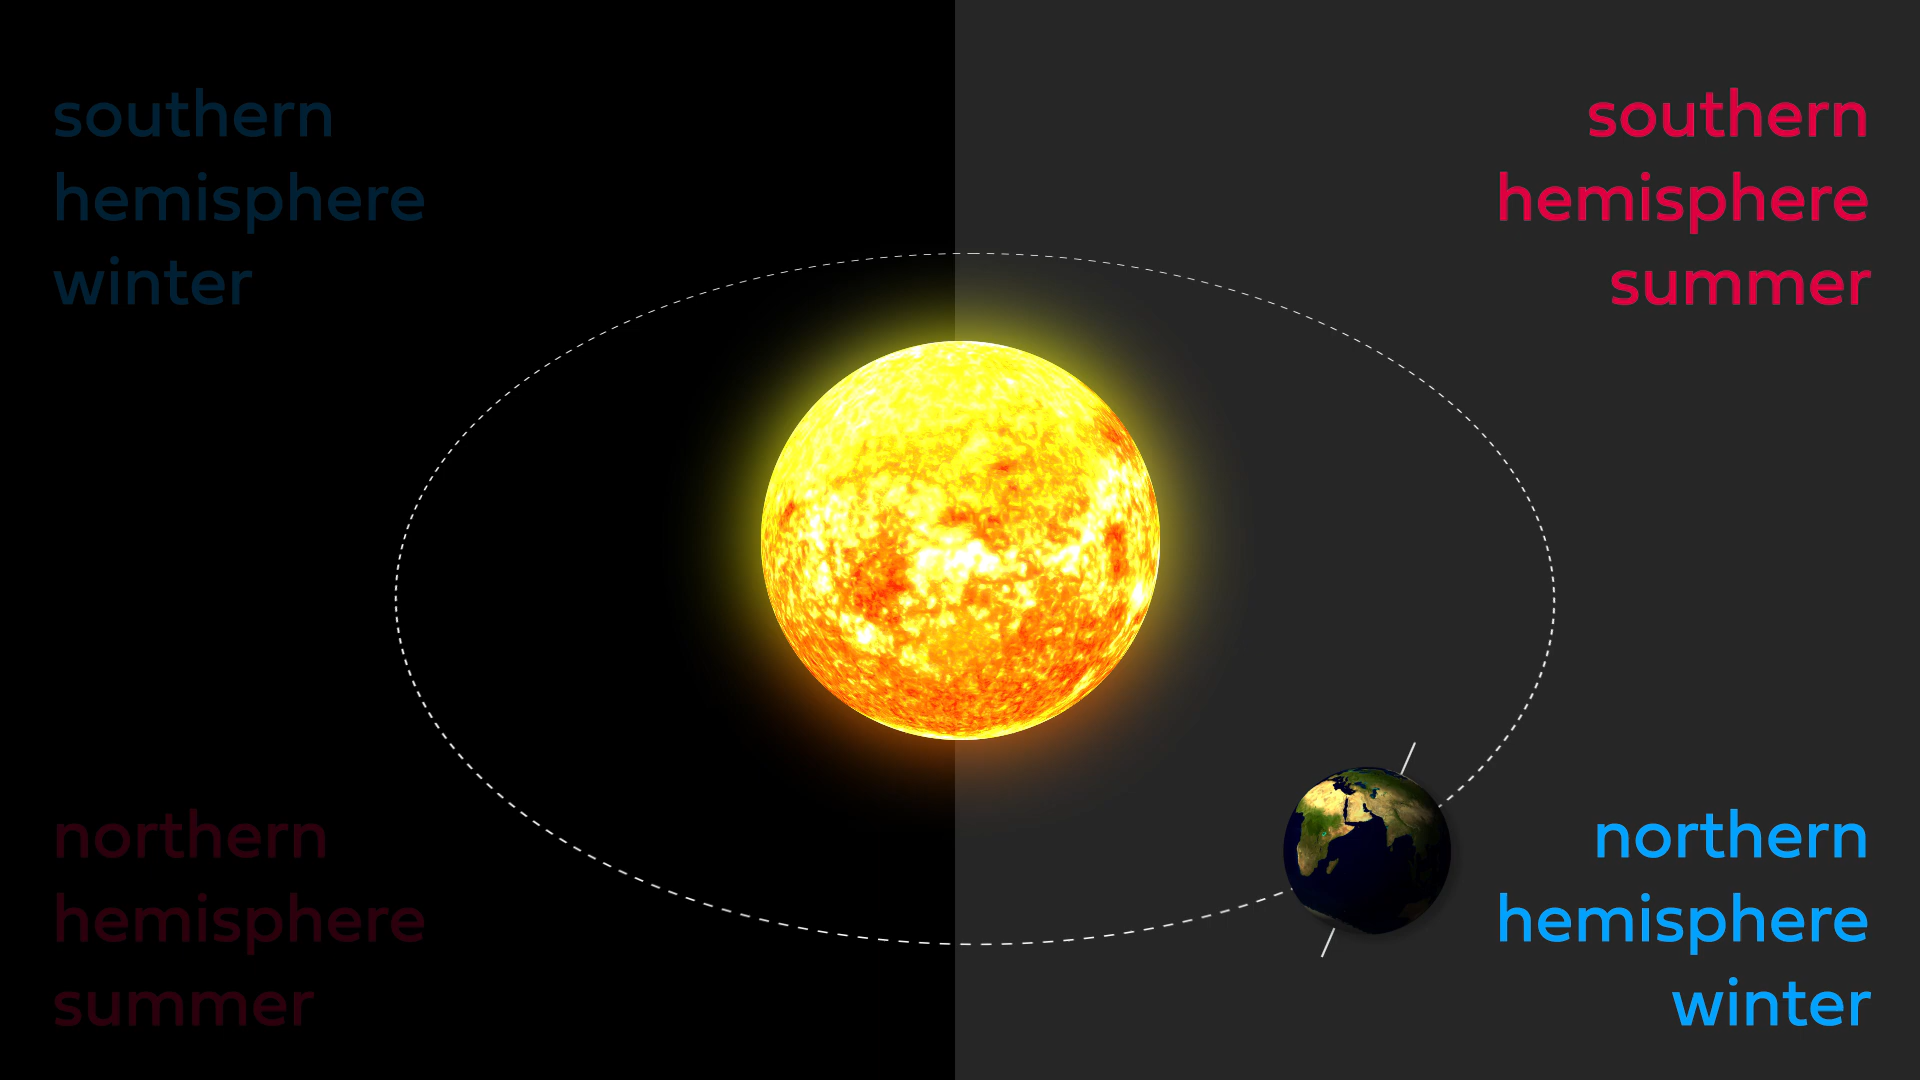 southern
hemisphere
winter
southern
hemisphere
summer
northern
hemisphere
summer
northern
hemisphere
winter